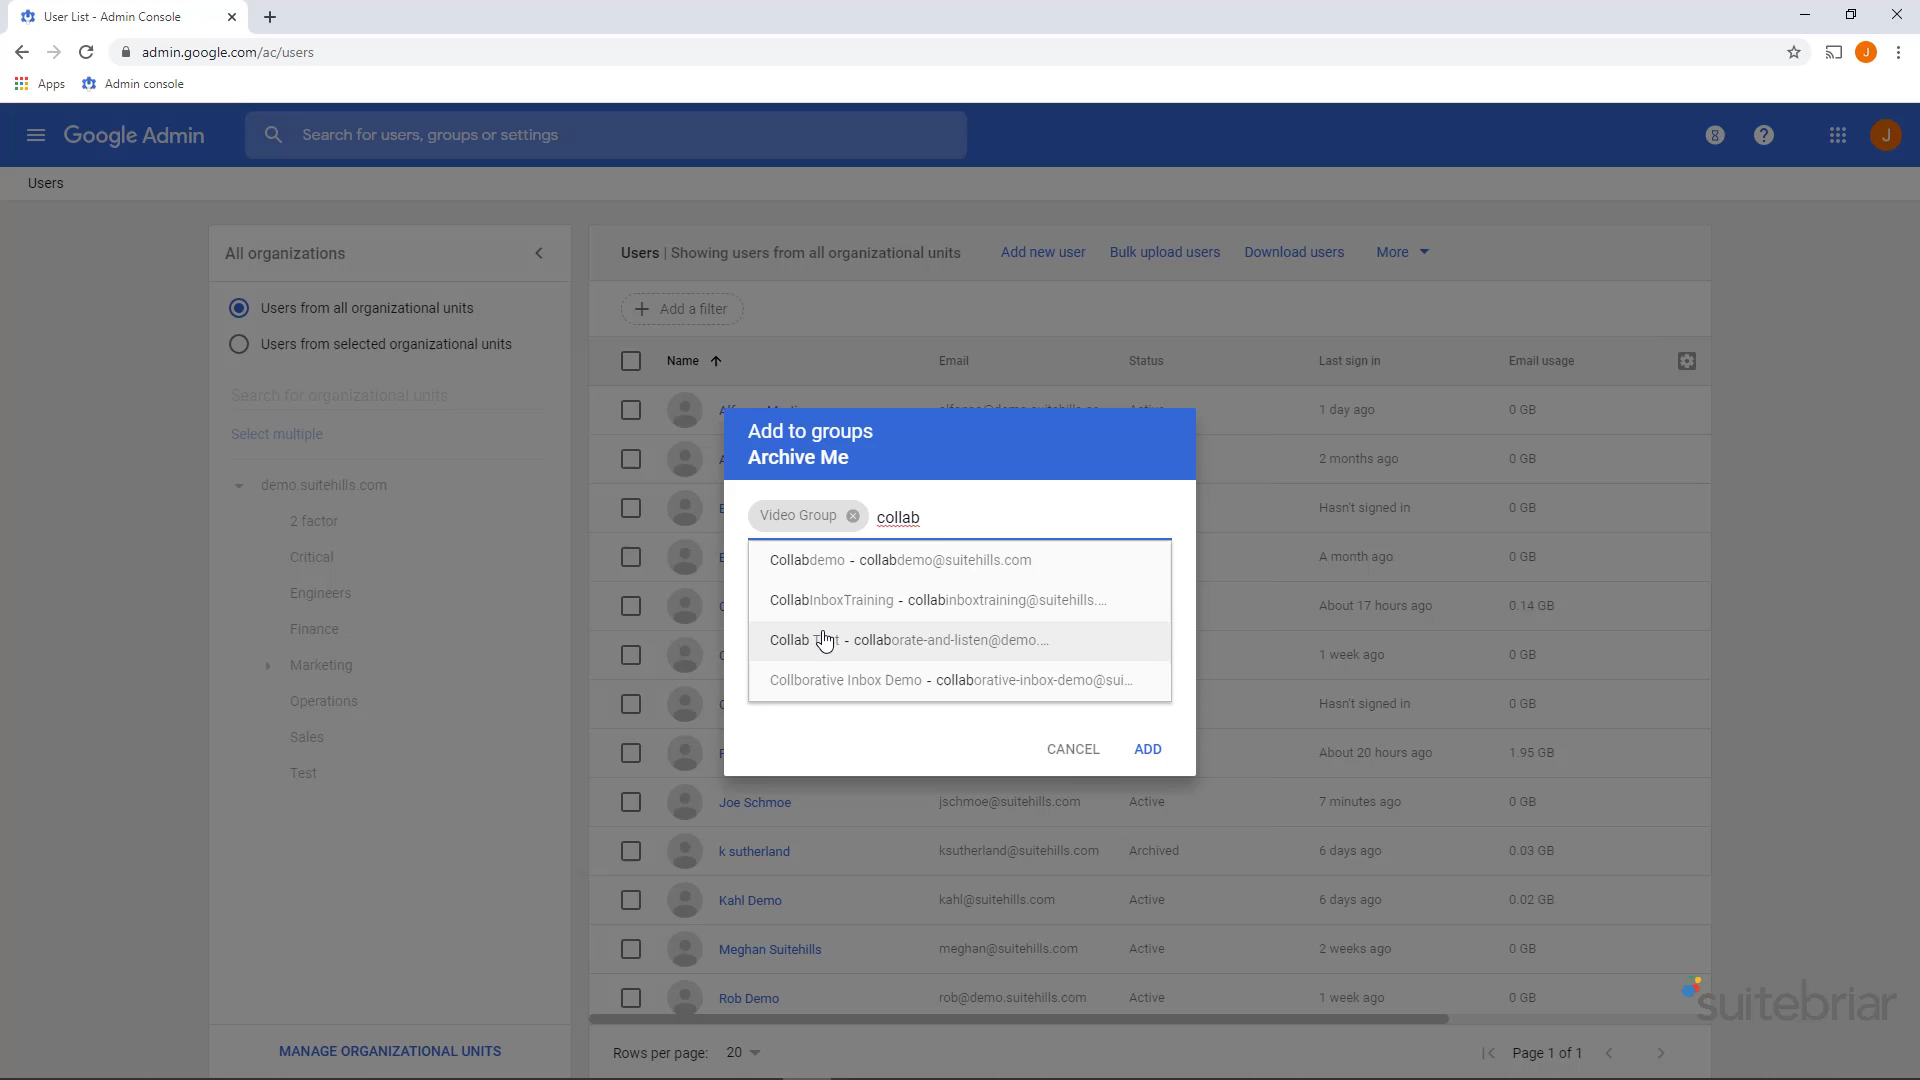 User List - Admin Console
admin.google.com/ac/users
J
Apps
Admin console
Google Admin
Search for users, groups or settings
J
Users
All organizations
Users from all organizational units
Users from selected organizational units
Search for organizational units
Select multiple
demo.suitehills.com
2 factor
Critical
Engineers
Finance
Marketing
Operations
Sales
Test
MANAGE ORGANIZATIONAL UNITS
Users | Showing users from all organizational units
Add new user
Bulk upload users
Download users
More
Add a filter
Name
Email
Status
Last sign in
Email usage
1 day ago
0 GB
2 months ago
0 GB
Hasn't signed in
0 GB
A month ago
0 GB
About 17 hours ago
0.14 GB
1 week ago
0 GB
Hasn't signed in
0 GB
About 20 hours ago
1.95 GB
Joe Schmoe
jschmoe@suitehills.com
Active
7 minutes ago
0 GB
k sutherland
ksutherland@suitehills.com
Archived
6 days ago
0.03 GB
Kahl Demo
kahl@suitehills.com
Active
6 days ago
0.02 GB
Meghan Suitehills
meghan@suitehills.com
Active
2 weeks ago
0 GB
Rob Demo
rob@demo.suitehills.com
Active
1 week ago
0 GB
Rows per page: 20
Page 1 of 1
Add to groups
Archive Me
Video Group
collab
Collabdemo - collabdemo@suitehills.com
CollabInboxTraining - collabinboxtraining@suitehills....
Collab - collaborate-and-listen@demo....
Collborative Inbox Demo - collaborative-inbox-demo@sui...
CANCEL
ADD
suitebriar